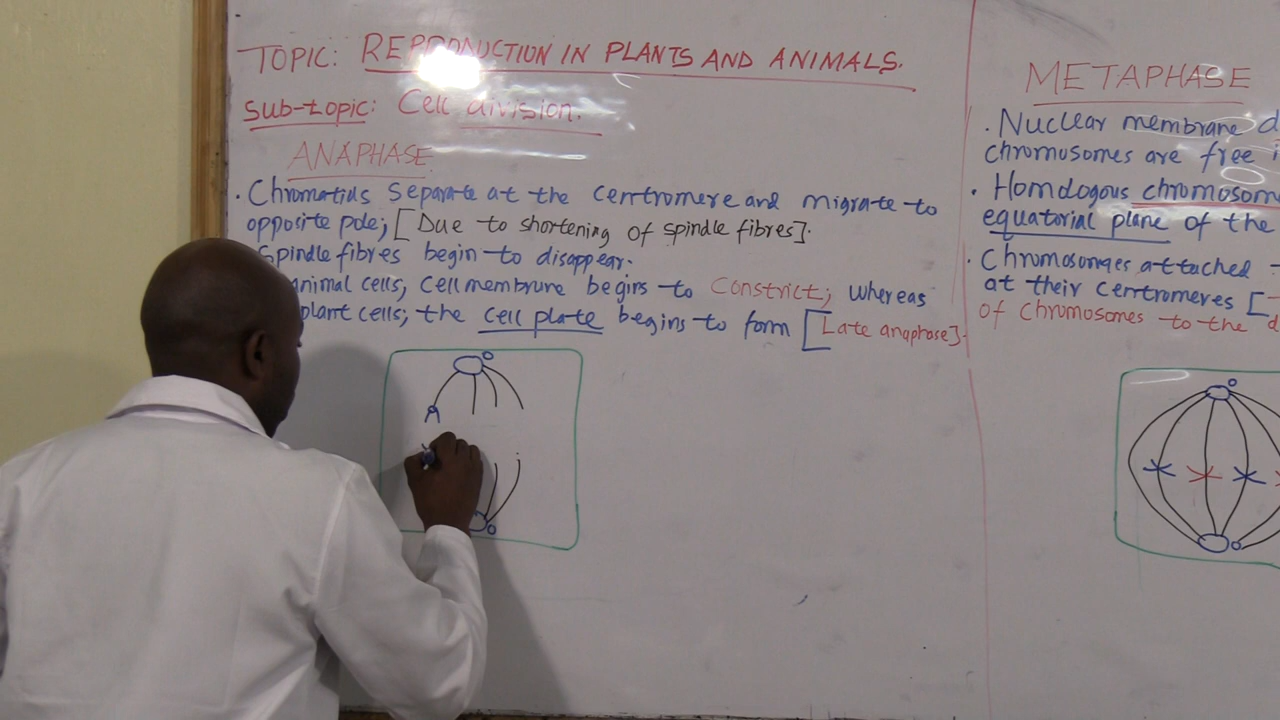 TOPIC: REPRODUCTION IN PLANTS AND ANIMALS.
Sub-topic: Cell division.
ANAPHASE
. Chromatids separate at the centromere and migrate to
opposite pole; [Due to shortening of spindle fibres].
Spindle fibres begin to disappear.
animal cells; cell membrane begins to Constrict; whereas
plant cells; the cell plate begins to form [Late anaphase].
METAPHASE
. Nuclear membrane d
chromosomes are free i
. Homologous chromosom
equatorial plane of the
. Chromosomes attached
at their centromeres [
of chromosomes to the d